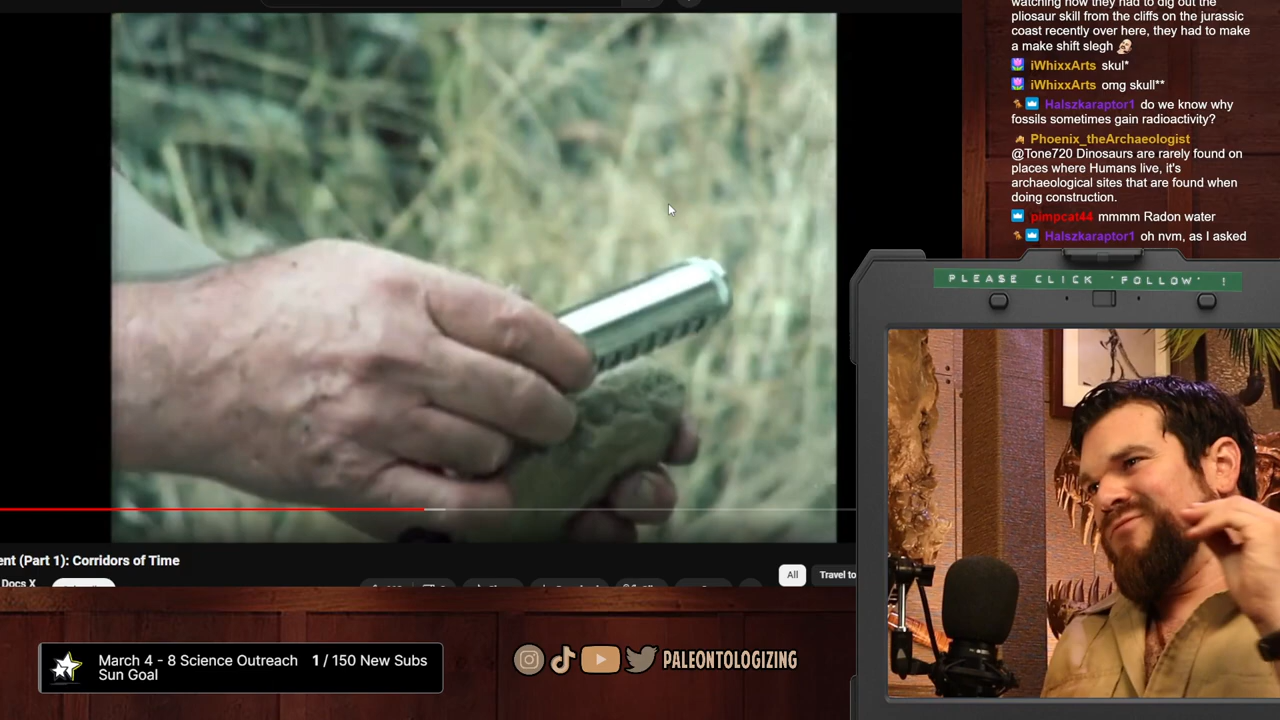 watching how they had to dig out the
pliosaur skill from the cliffs on the jurassic
coast recently over here, they had to make
a make shift slegh
iWhixxArts skul*
iWhixxArts omg skull**
Halszkaraptor1 do we know why
fossils sometimes gain radioactivity?
Phoenix_theArchaeologist
@Tone720 Dinosaurs are rarely found on
places where Humans live, it's
archaeological sites that are found when
doing construction.
pimpcat44 mmmm Radon water
Halszkaraptor1 oh nvm, as I asked
PLEASE CLICK 'FOLLOW' !
ent (Part 1): Corridors of Time
Docs X
All
Travel to
March 4 - 8 Science Outreach 1 / 150 New Subs
Sun Goal
PALEONTOLOGIZING